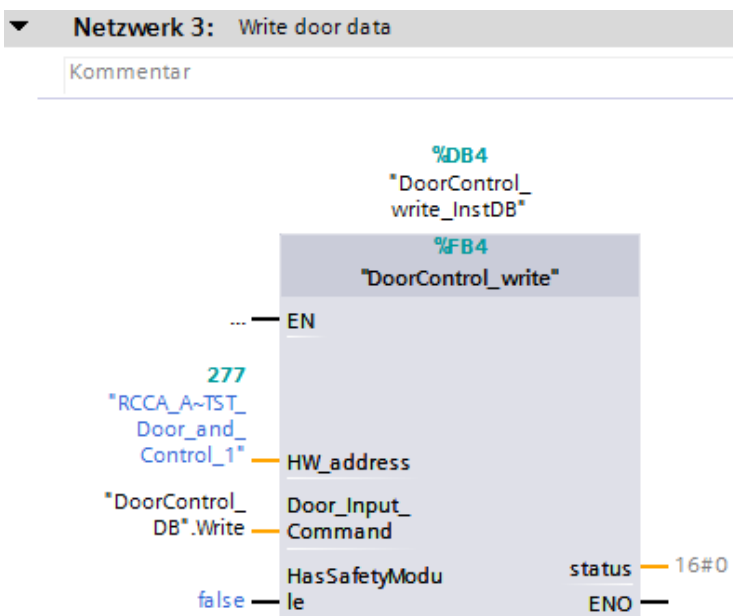 Netzwerk 3: Write door data
Kommentar
%DB4
"DoorControl_
write_InstDB"
%FB4
"DoorControl_write"
... EN
277
"RCCA_A~TST_
Door_and_
Control_1"
HW_address
"DoorControl_
DB".Write
Door_Input_
Command
HasSafetyModu
le
false
status 16#0
ENO